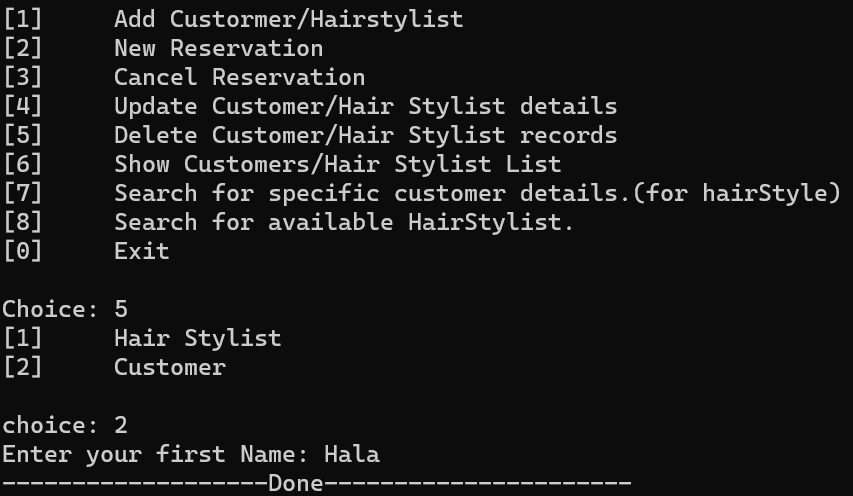 [1]     Add Custormer/Hairstylist
[2]     New Reservation
[3]     Cancel Reservation
[4]     Update Customer/Hair Stylist details
[5]     Delete Customer/Hair Stylist records
[6]     Show Customers/Hair Stylist List
[7]     Search for specific customer details.(for hairStyle)
[8]     Search for available HairStylist.
[0]     Exit
Choice: 5
[1]     Hair Stylist
[2]     Customer
choice: 2
Enter your first Name: Hala
-------------------Done----------------------